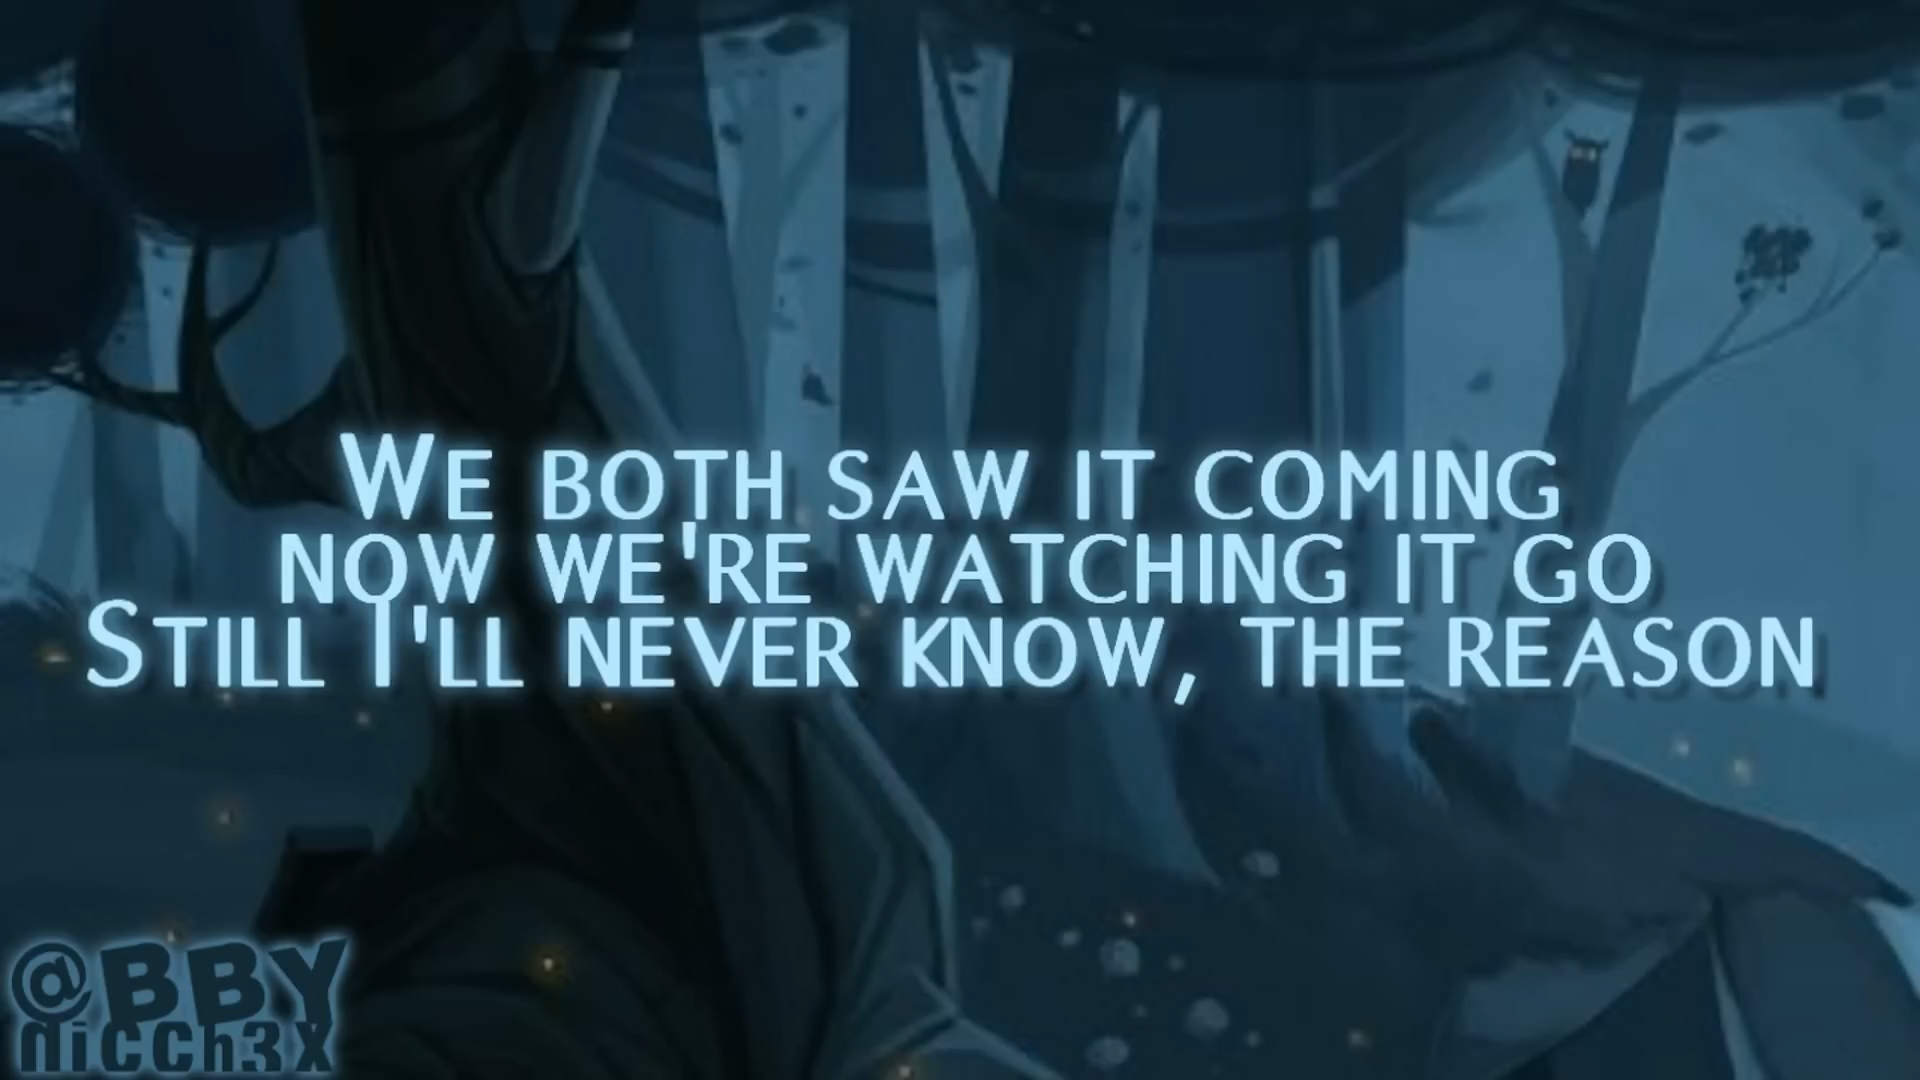 WE BOTH SAW IT COMING
NOW WE'RE WATCHING IT GO
STILL I'LL NEVER KNOW, THE REASON
@BBY
nicch3x